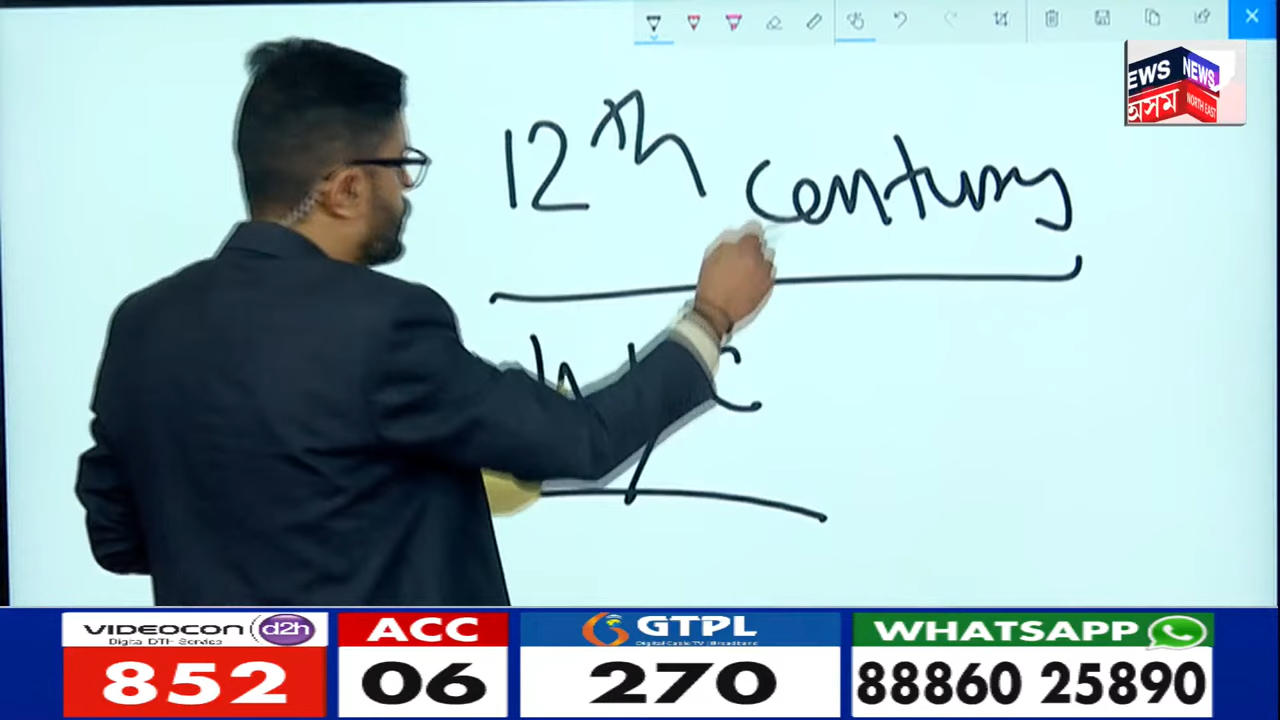 EWS NEWS
অসম NORTH EAST
12th century
VIDEOCON d2h
Digital DTH Service
852
ACC
06
GTPL
Digital Cable TV | Broadband
270
WHATSAPP
88860 25890